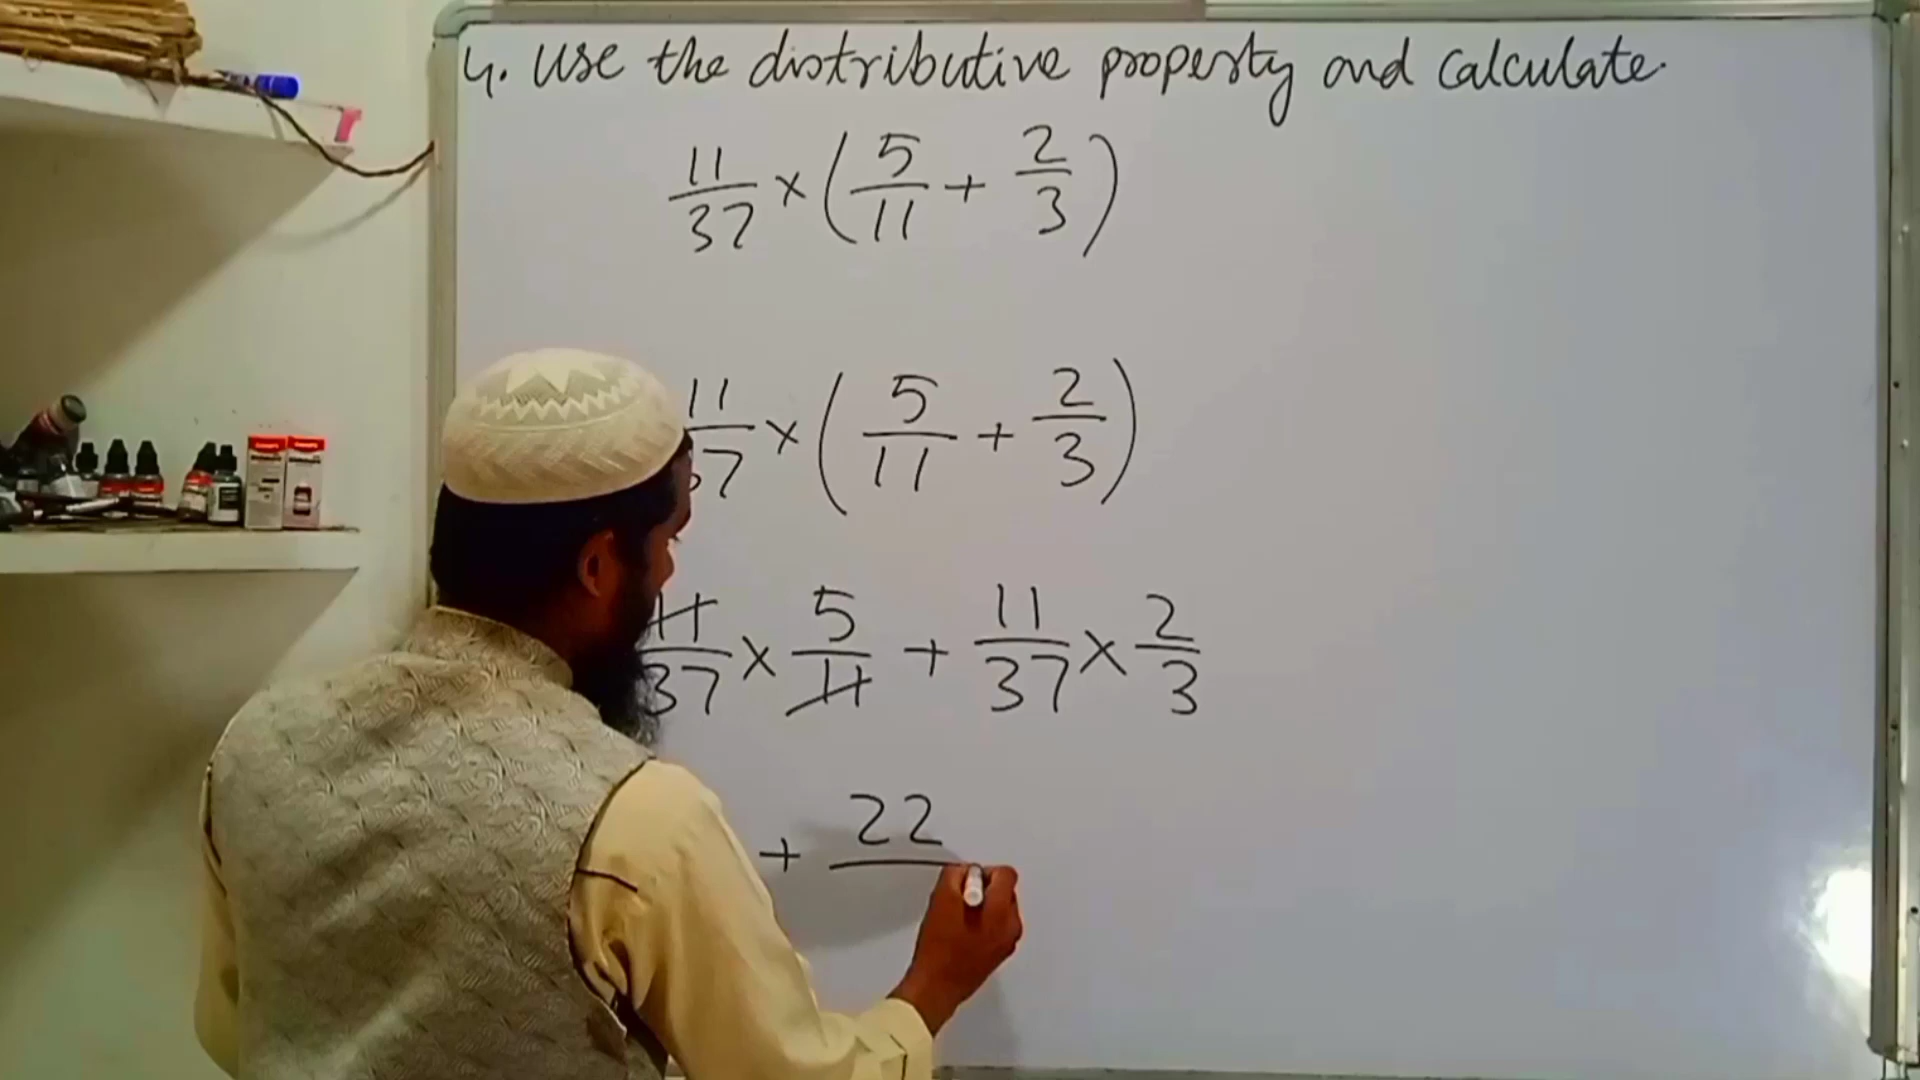 4. Use the distributive property and calculate.
11/37 × (5/11 + 2/3)
11/37 × (5/11 + 2/3)
11/37 × 5/11 + 11/37 × 2/3
+ 22